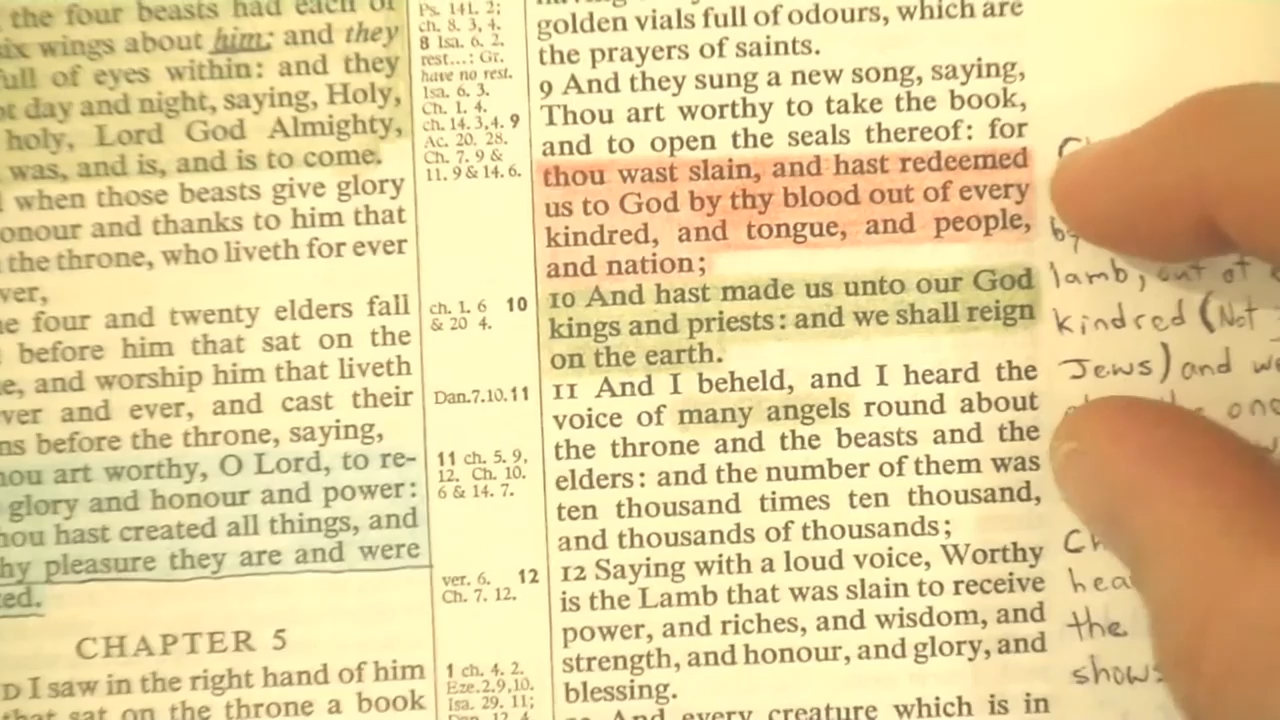 the four beasts had each of
six wings about him; and they
full of eyes within: and they
not day and night, saying, Holy,
holy, Lord God Almighty,
was, and is, and is to come.
when those beasts give glory
honour and thanks to him that
the throne, who liveth for ever
ver,
four and twenty elders fall
before him that sat on the
and worship him that liveth
ver and ever, and cast their
before the throne, saying,
hou art worthy, O Lord, to re-
glory and honour and power:
hou hast created all things, and
hy pleasure they are and were
ted.
CHAPTER 5
D I saw in the right hand of him
that sat on the throne a book
Ps. 141. 2;
ch. 8. 3, 4.
8 Isa. 6. 2.
rest...: Gr.
have no rest.
Isa. 6. 3.
Ch. 1. 4.
ch. 14. 3,4. 9
Ac. 20. 28.
Ch. 7. 9 &
11. 9 & 14. 6.
ch. 1. 6 10
& 20 4.
Dan.7.10. 11
11 ch. 5. 9,
12. Ch. 10.
6 & 14. 7.
ver. 6. 12
Ch. 7. 12.
1 ch. 4. 2.
Eze.2.9,10.
Isa. 29. 11;
Dan. 12. 4
golden vials full of odours, which are
the prayers of saints.
9 And they sung a new song, saying,
Thou art worthy to take the book,
and to open the seals thereof: for
thou wast slain, and hast redeemed
us to God by thy blood out of every
kindred, and tongue, and people,
and nation;
10 And hast made us unto our God
kings and priests: and we shall reign
on the earth.
11 And I beheld, and I heard the
voice of many angels round about
the throne and the beasts and the
elders: and the number of them was
ten thousand times ten thousand,
and thousands of thousands;
12 Saying with a loud voice, Worthy
is the Lamb that was slain to receive
power, and riches, and wisdom, and
strength, and honour, and glory, and
blessing.
And every creature which is in
by
lamb, out of
kindred (Not
Jews) and we
the one
Ch
hea
the
shows